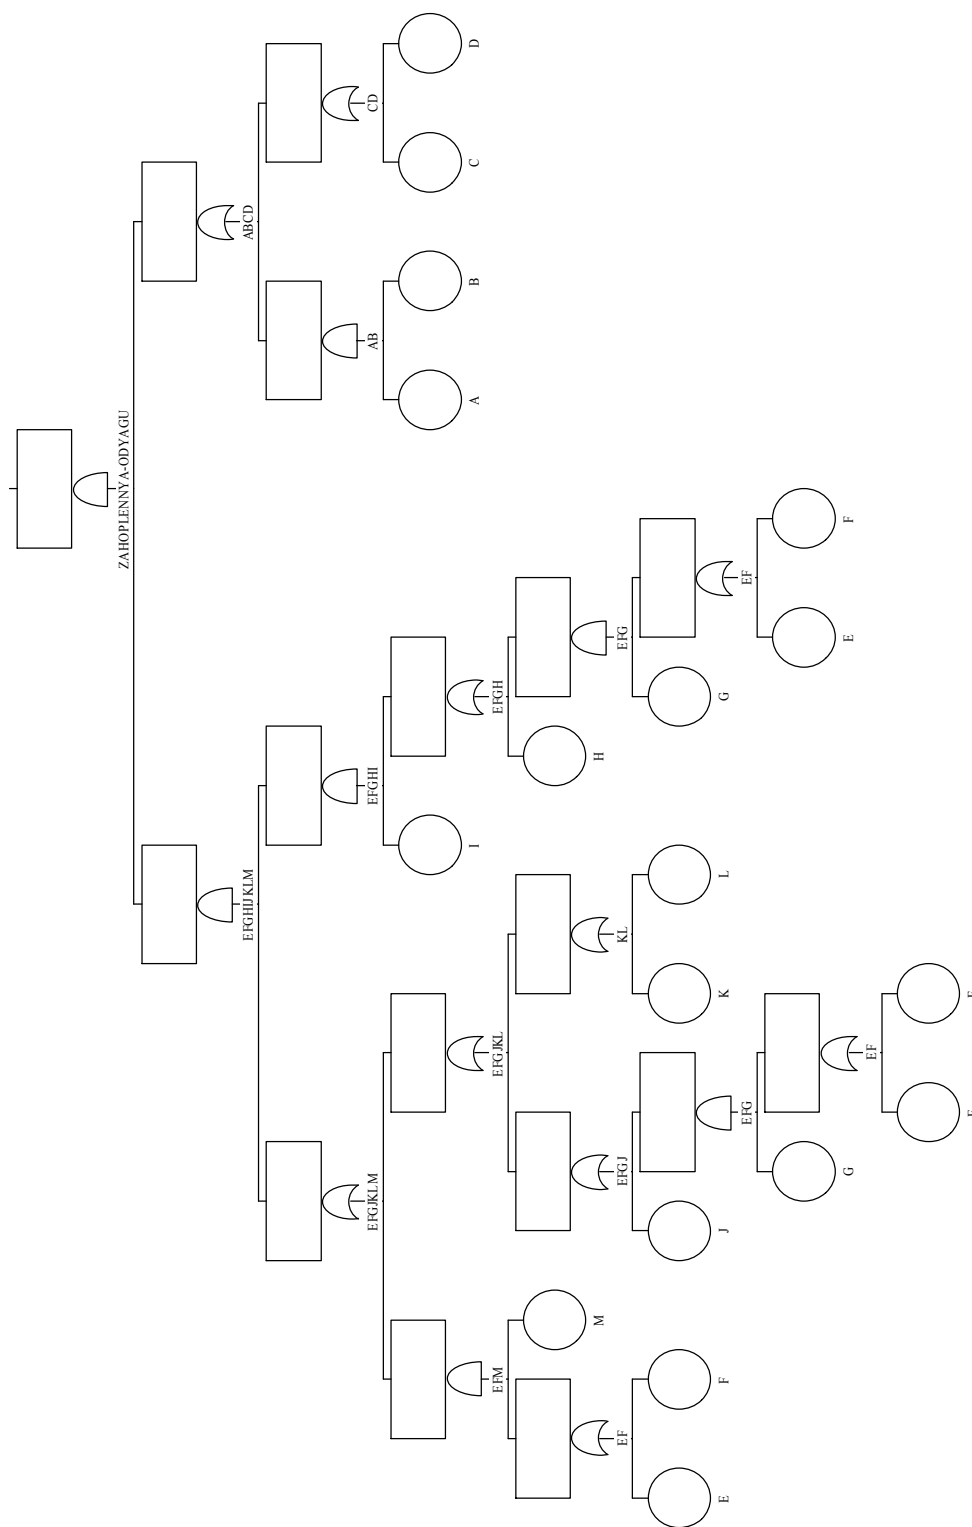 ZAHOPLENNYA-ODYAGU
EFGHIJKLM
ABCD
EFGJKLM
EFGHI
AB
CD
EFM
EFGJKL
I
EFGH
A
B
C
D
EF
M
EFGJ
KL
H
EFG
E
F
J
EFG
K
L
G
EF
G
EF
E
F